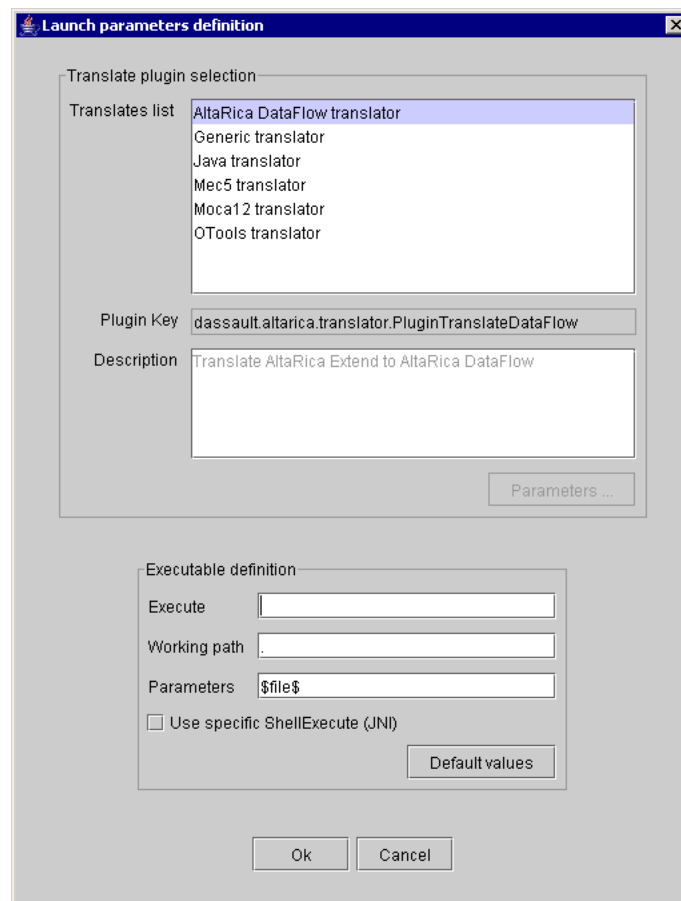 Launch parameters definition
Translate plugin selection
Translates list
AltaRica DataFlow translator
Generic translator
Java translator
Mec5 translator
Moca12 translator
OTools translator
Plugin Key
dassault.altarica.translator.PluginTranslateDataFlow
Description
Translate AltaRica Extend to AltaRica DataFlow
Parameters ...
Executable definition
Execute
Working path .
Parameters $file$
Use specific ShellExecute (JNI)
Default values
Ok Cancel